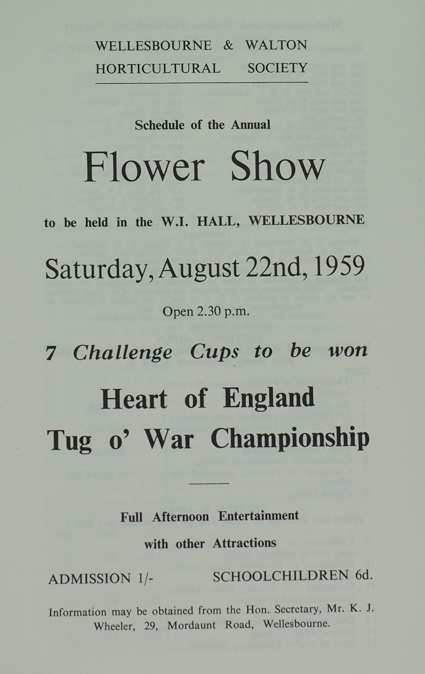 WELLESBOURNE & WALTON
HORTICULTURAL SOCIETY
Schedule of the Annual
Flower Show
to be held in the W.I. HALL, WELLESBOURNE
Saturday, August 22nd, 1959
Open 2.30 p.m.
7 Challenge Cups to be won
Heart of England
Tug o' War Championship
Full Afternoon Entertainment
with other Attractions
ADMISSION 1/- SCHOOLCHILDREN 6d.
Information may be obtained from the Hon. Secretary, Mr. K. J.
Wheeler, 29, Mordaunt Road, Wellesbourne.